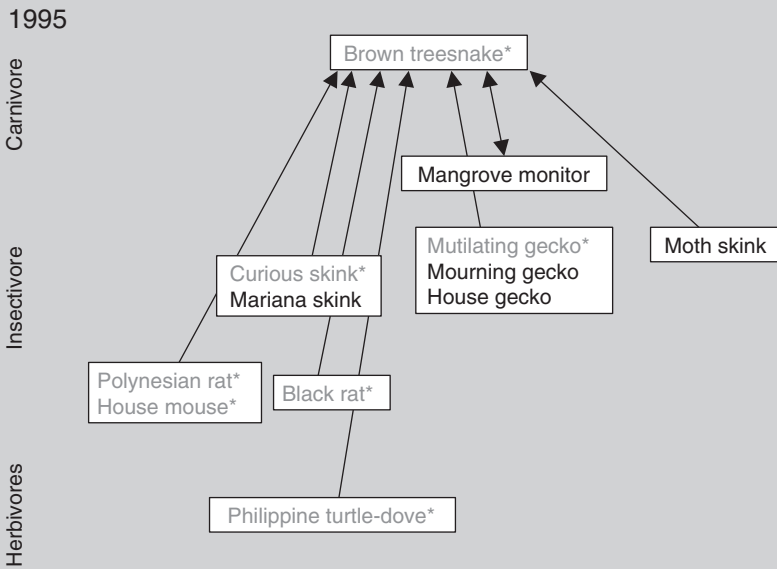 1995
Carnivore
Insectivore
Herbivores
Brown treesnake*
Mangrove monitor
Mutilating gecko*
Mourning gecko
House gecko
Moth skink
Curious skink*
Mariana skink
Polynesian rat*
House mouse*
Black rat*
Philippine turtle-dove*